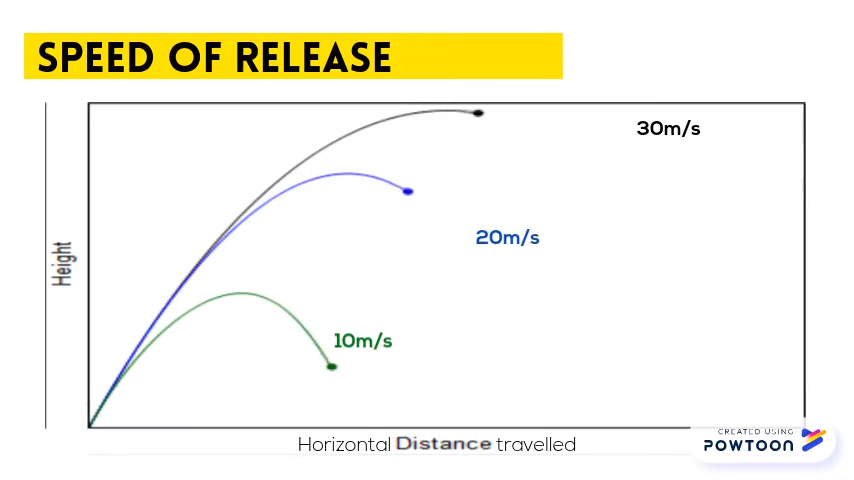 SPEED OF RELEASE
30m/s
20m/s
Height
10m/s
Horizontal Distance travelled
CREATED USING
POWTOON